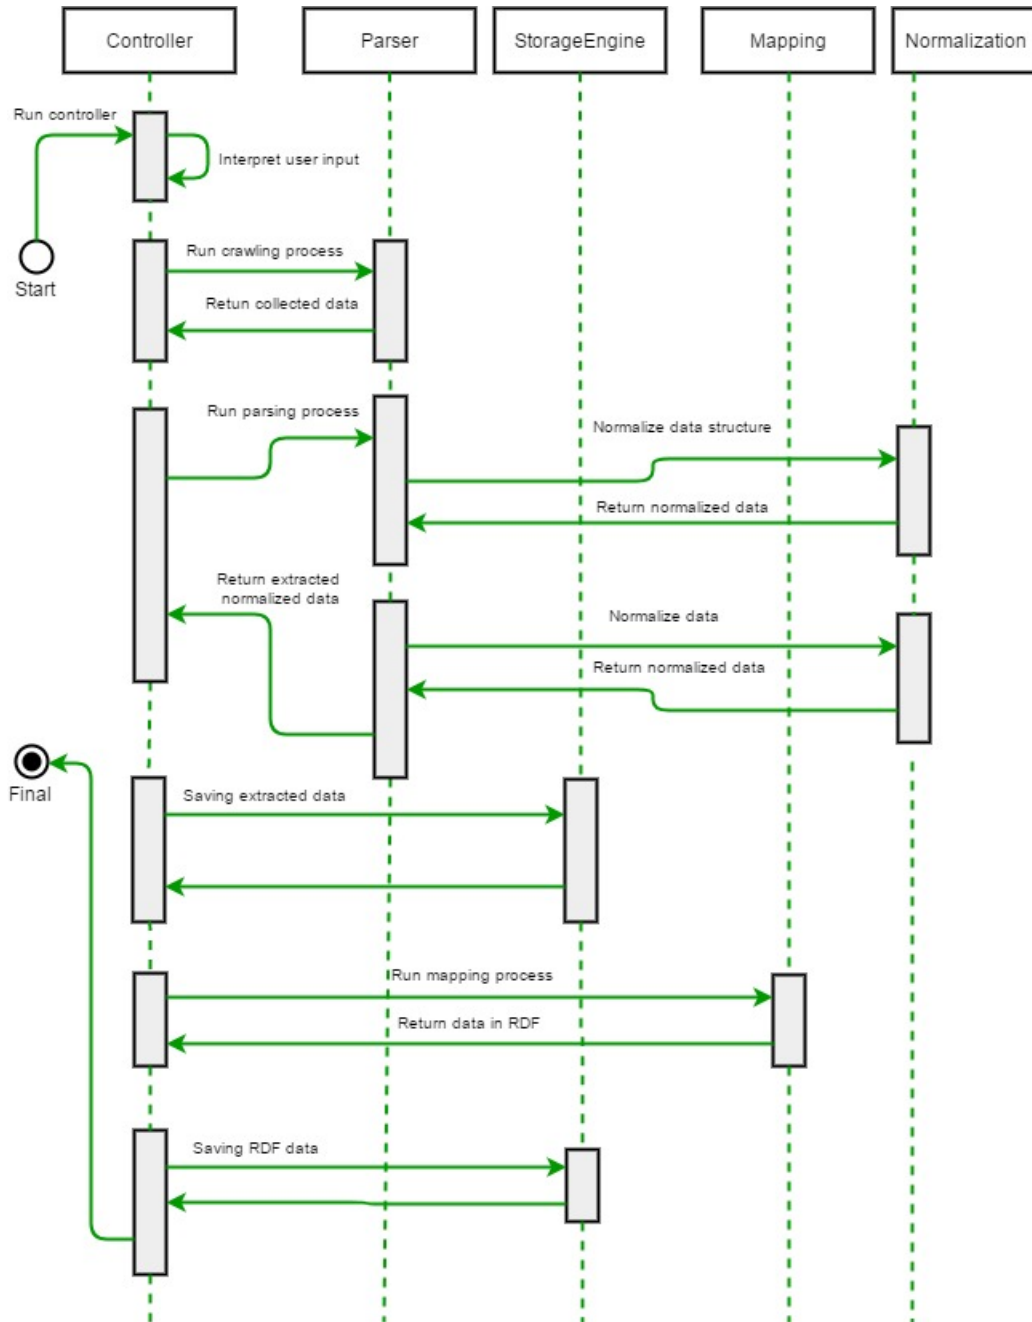 Controller
Parser
StorageEngine
Mapping
Normalization
Run controller
Interpret user input
Start
Run crawling process
Retun collected data
Run parsing process
Normalize data structure
Return normalized data
Return extracted
normalized data
Normalize data
Return normalized data
Final
Saving extracted data
Run mapping process
Return data in RDF
Saving RDF data